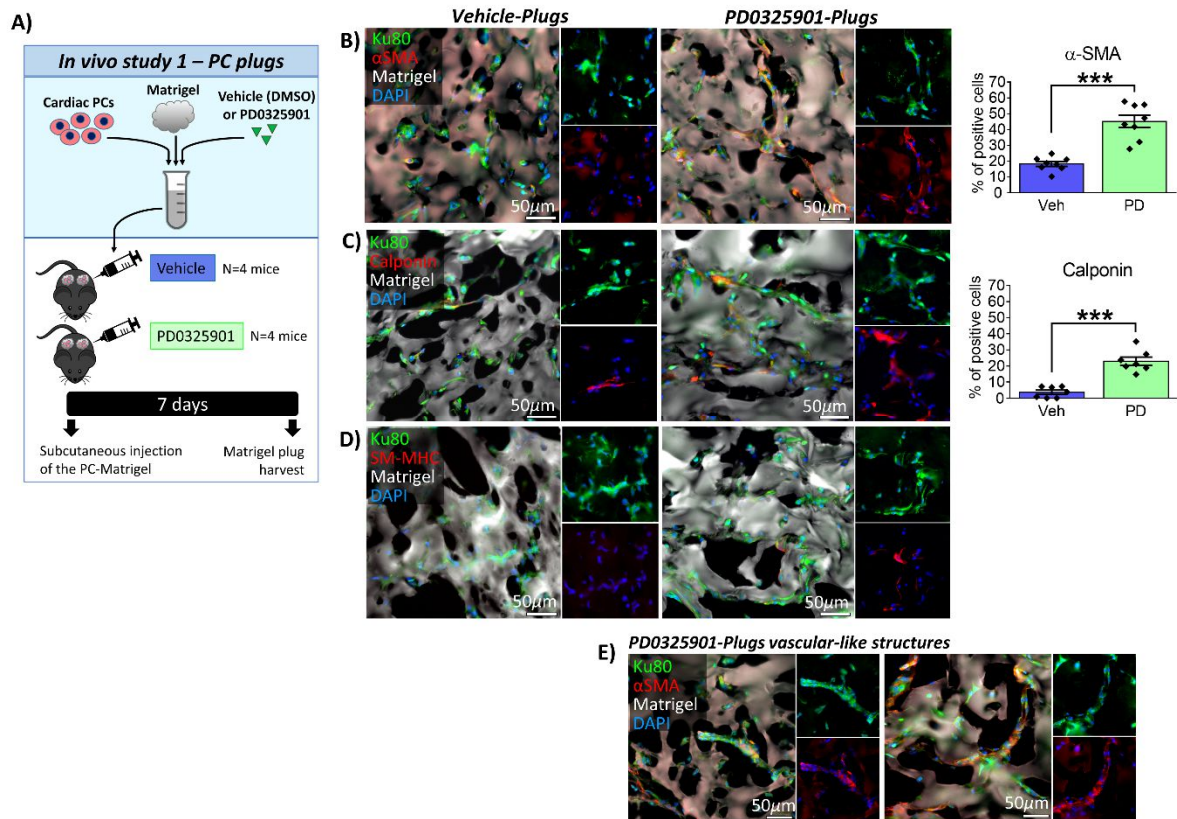 A)
In vivo study 1 – PC plugs
Cardiac PCs
Matrigel
Vehicle (DMSO)
or PD0325901
Vehicle
N=4 mice
PD0325901
N=4 mice
7 days
Subcutaneous injection
of the PC-Matrigel
Matrigel plug
harvest
Vehicle-Plugs
PD0325901-Plugs
B)
Ku80
αSMA
Matrigel
DAPI
50µm
50µm
α-SMA
% of positive cells
70
60
50
40
30
20
10
0
***
Veh
PD
C)
Ku80
Calponin
Matrigel
DAPI
50µm
50µm
Calponin
% of positive cells
70
60
50
40
30
20
10
0
***
Veh
PD
D)
Ku80
SM-MHC
Matrigel
DAPI
50µm
50µm
PD0325901-Plugs vascular-like structures
E)
Ku80
αSMA
Matrigel
DAPI
50µm
50µm